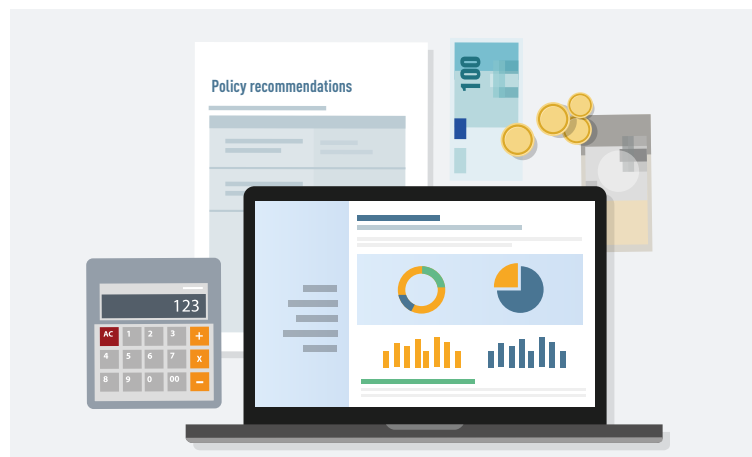 Policy recommendations
100
123
AC 1 2 3 +
4 5 6 7 x
8 9 0 00 −